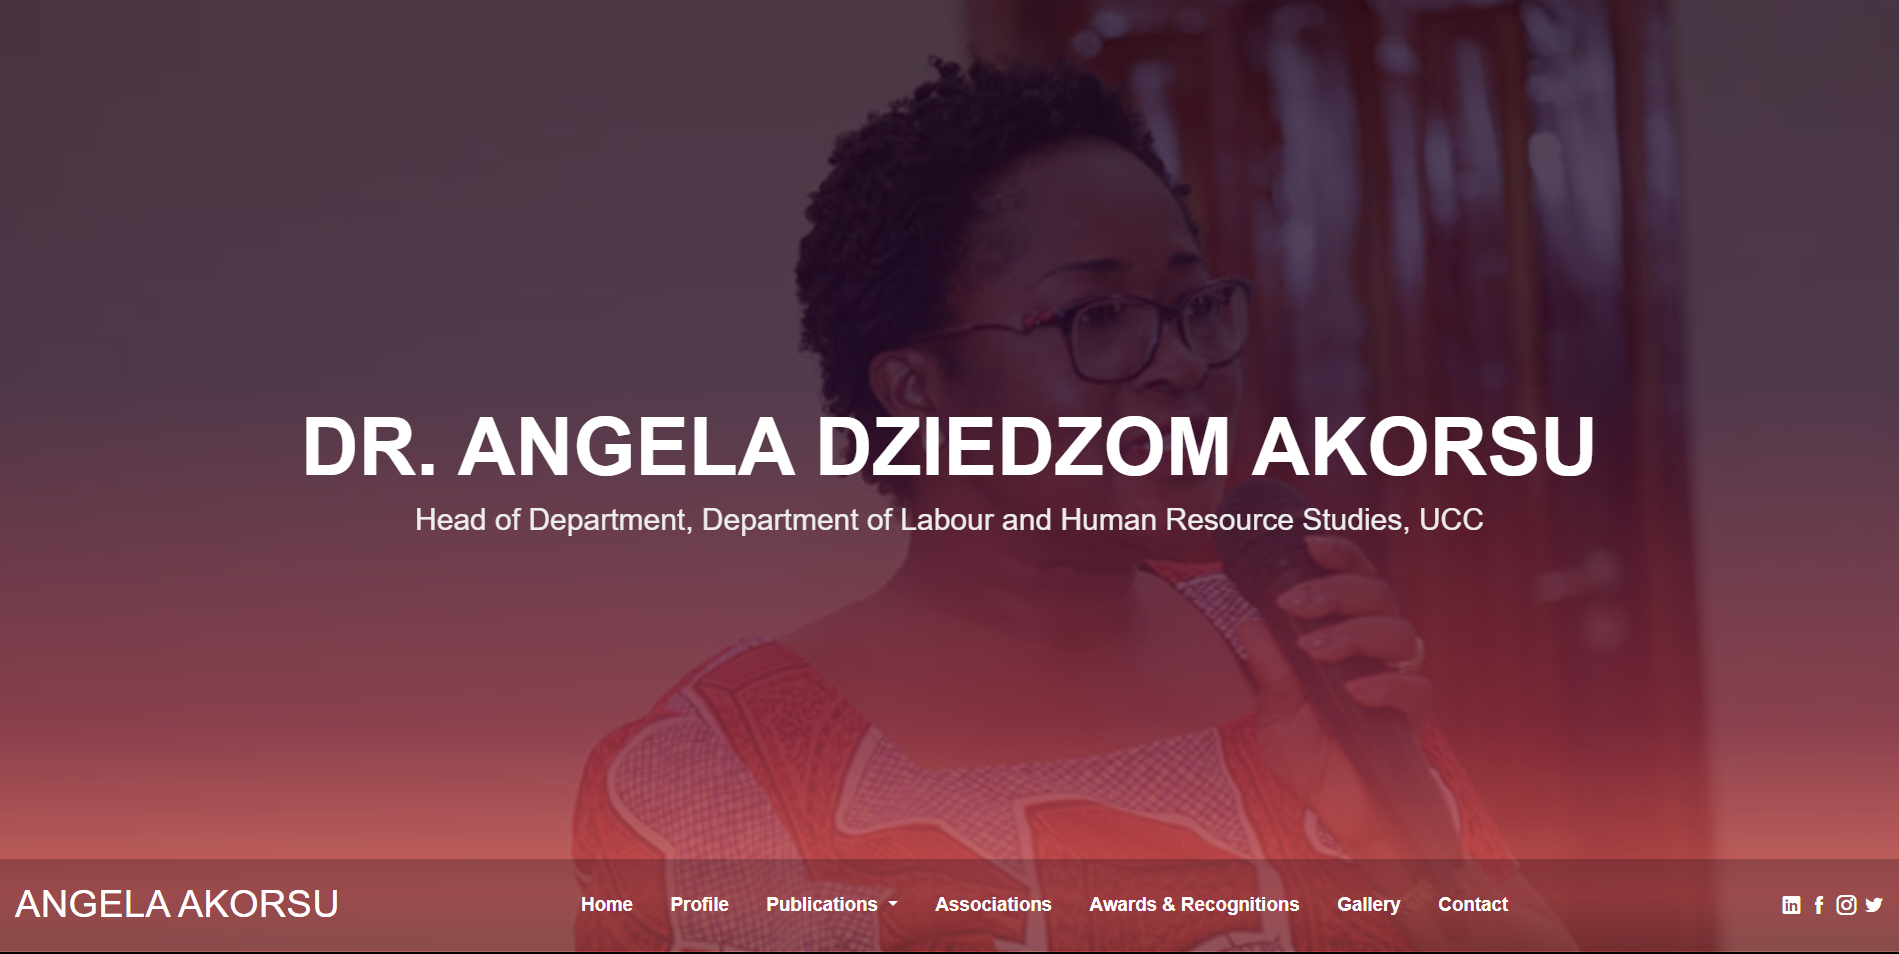 DR. ANGELA DZIEDZOM AKORSU
Head of Department, Department of Labour and Human Resource Studies, UCC
ANGELA AKORSU
Home Profile Publications Associations Awards & Recognitions Gallery Contact